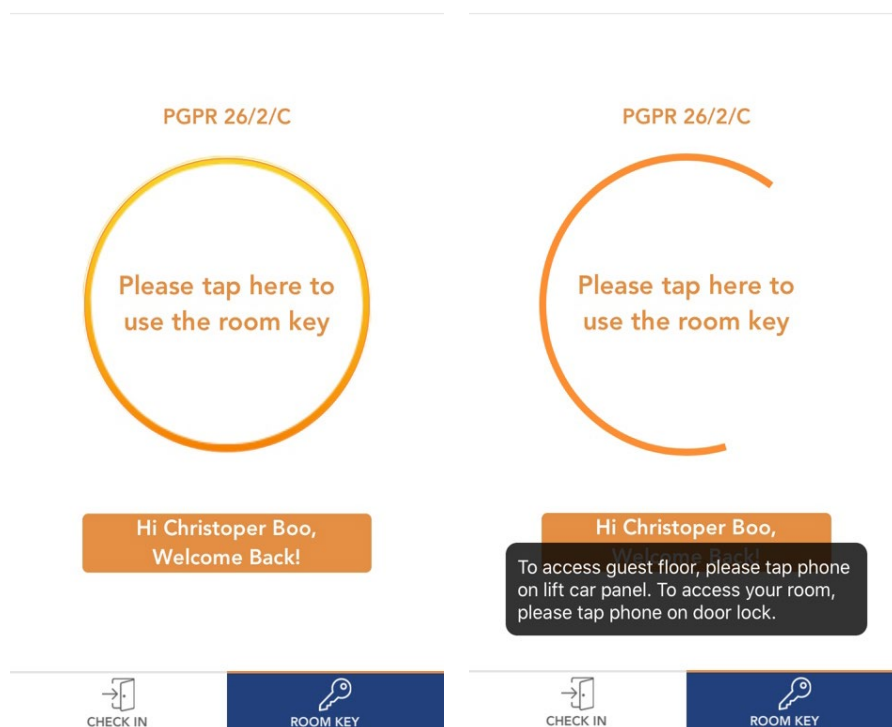 PGPR 26/2/C
Please tap here to
use the room key
Hi Christoper Boo,
Welcome Back!
CHECK IN
ROOM KEY
PGPR 26/2/C
Please tap here to
use the room key
Hi Christoper Boo,
Welcome Back!
To access guest floor, please tap phone
on lift car panel. To access your room,
please tap phone on door lock.
CHECK IN
ROOM KEY